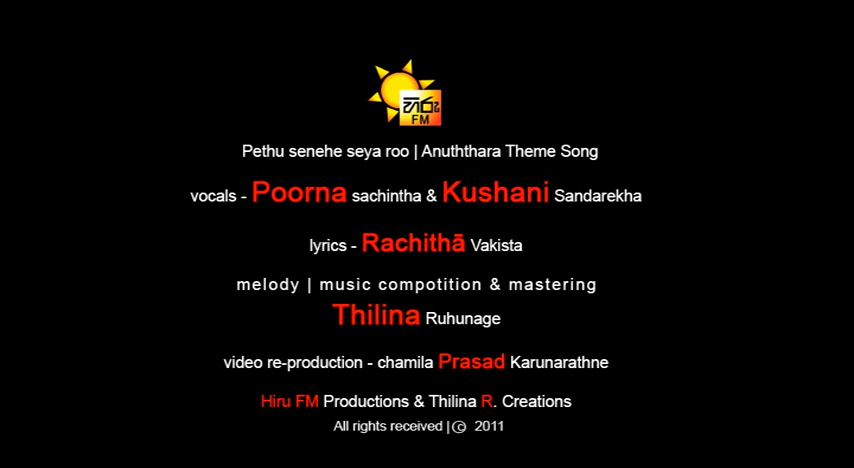 හිරු
FM
Pethu senehe seya roo | Anuththara Theme Song
vocals - Poorna sachintha & Kushani Sandarekha
lyrics - Rachithā Vakista
melody | music compotition & mastering
Thilina Ruhunage
video re-production - chamila Prasad Karunarathne
Hiru FM Productions & Thilina R. Creations
All rights received | © 2011